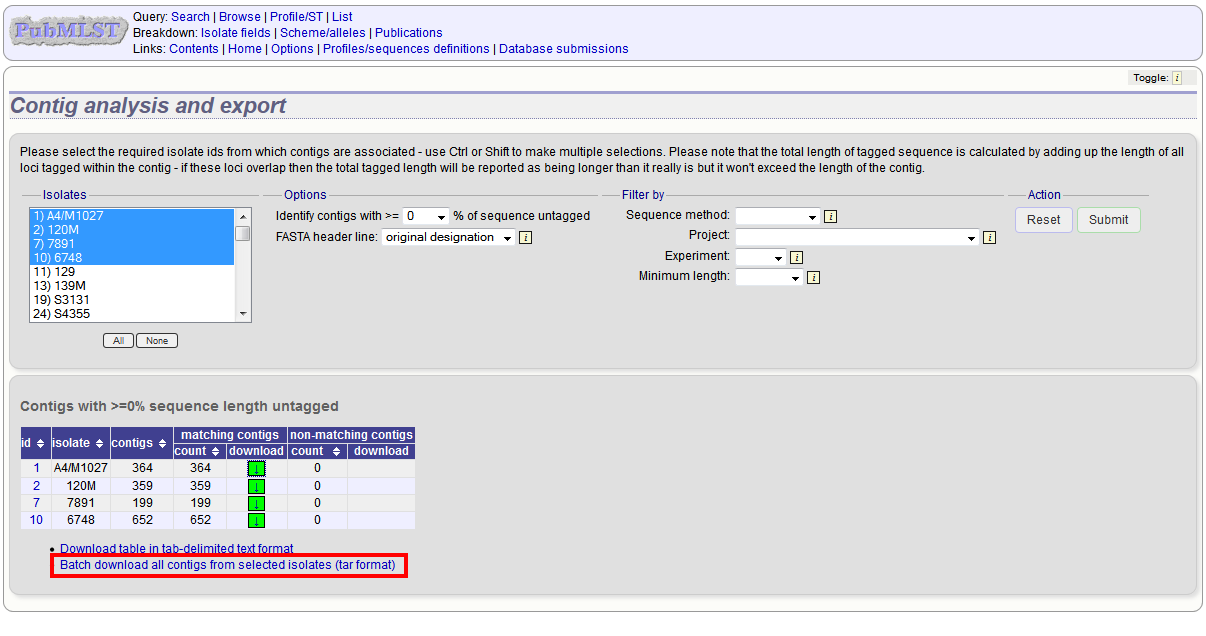 PubMLST
Query: Search | Browse | Profile/ST | List
Breakdown: Isolate fields | Scheme/alleles | Publications
Links: Contents | Home | Options | Profiles/sequences definitions | Database submissions
Toggle: i
Contig analysis and export
Please select the required isolate ids from which contigs are associated - use Ctrl or Shift to make multiple selections. Please note that the total length of tagged sequence is calculated by adding up the length of all
loci tagged within the contig - if these loci overlap then the total tagged length will be reported as being longer than it really is but it won't exceed the length of the contig.
Isolates
1) A4/M1027
2) 120M
7) 7891
10) 6748
11) 129
13) 139M
19) S3131
24) S4355
All None
Options
Identify contigs with >= 0 % of sequence untagged
FASTA header line: original designation i
Filter by
Sequence method: i
Project: i
Experiment: i
Minimum length: i
Action
Reset Submit
Contigs with >=0% sequence length untagged
id isolate contigs matching contigs non-matching contigs
count download count download
1 A4/M1027 364 364 ↓ 0
2 120M 359 359 ↓ 0
7 7891 199 199 ↓ 0
10 6748 652 652 ↓ 0
• Download table in tab-delimited text format
Batch download all contigs from selected isolates (tar format)